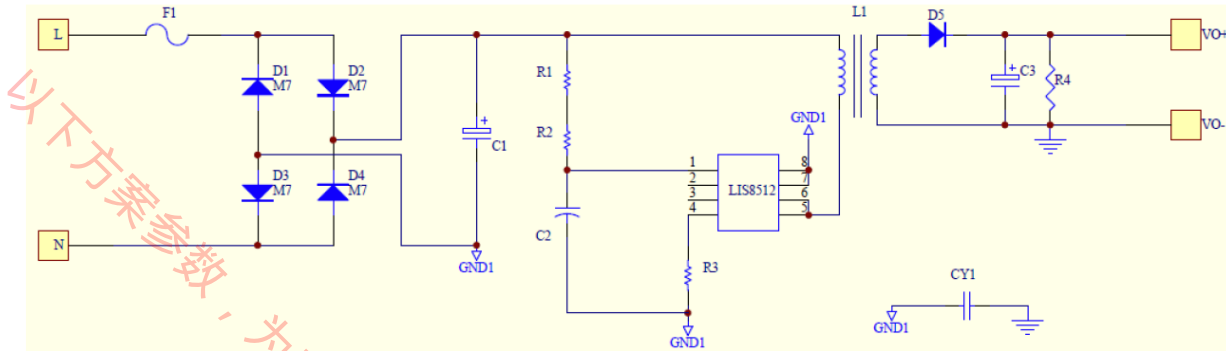 F1
L
L1
D5
VO+
D1
M7
D2
M7
R1
C3
+
R4
+
C1
R2
GND1
VO-
1
2
3
4
LIS8512
8
7
6
5
D3
M7
D4
M7
C2
N
GND1
R3
CY1
GND1
GND1
以下方案参数，为